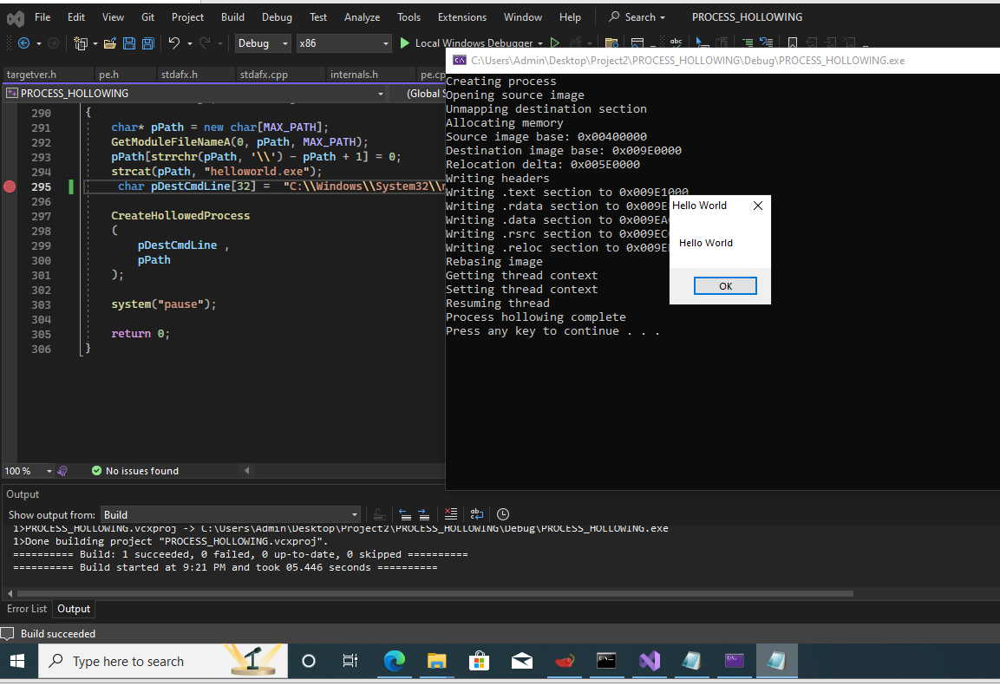 File Edit View Git Project Build Debug Test Analyze Tools Extensions Window Help Search PROCESS_HOLLOWING
Debug x86 Local Windows Debugger
C:\Users\Admin\Desktop\Project2\PROCESS_HOLLOWING\Debug\PROCESS_HOLLOWING.exe
targetver.h pe.h stdafx.h stdafx.cpp internals.h
PROCESS_HOLLOWING (Global
290 {
291 char* pPath = new char[MAX_PATH];
292 GetModuleFileNameA(0, pPath, MAX_PATH);
293 pPath[strrchr(pPath, '\\') - pPath + 1] = 0;
294 strcat(pPath, "helloworld.exe");
295 char pDestCmdLine[32] = "C:\\Windows\\System32\\
296
297 CreateHollowedProcess
298 (
299 pDestCmdLine ,
300 pPath
301 );
302
303 system("pause");
304
305 return 0;
306 }
Creating process
Opening source image
Unmapping destination section
Allocating memory
Source image base: 0x00400000
Destination image base: 0x009E0000
Relocation delta: 0x005E0000
Writing headers
Writing .text section to 0x009E1000
Writing .rdata section to 0x009E
Writing .data section to 0x009EA
Writing .rsrc section to 0x009EC
Writing .reloc section to 0x009E
Rebasing image
Getting thread context
Setting thread context
Resuming thread
Process hollowing complete
Press any key to continue . . .
Hello World
Hello World
OK
100 % No issues found
Output
Show output from: Build
1>PROCESS_HOLLOWING.vcxproj -> C:\Users\Admin\Desktop\Project2\PROCESS_HOLLOWING\Debug\PROCESS_HOLLOWING.exe
1>Done building project "PROCESS_HOLLOWING.vcxproj".
========== Build: 1 succeeded, 0 failed, 0 up-to-date, 0 skipped ==========
========== Build started at 9:21 PM and took 05.446 seconds ==========
Error List Output
Build succeeded
Type here to search